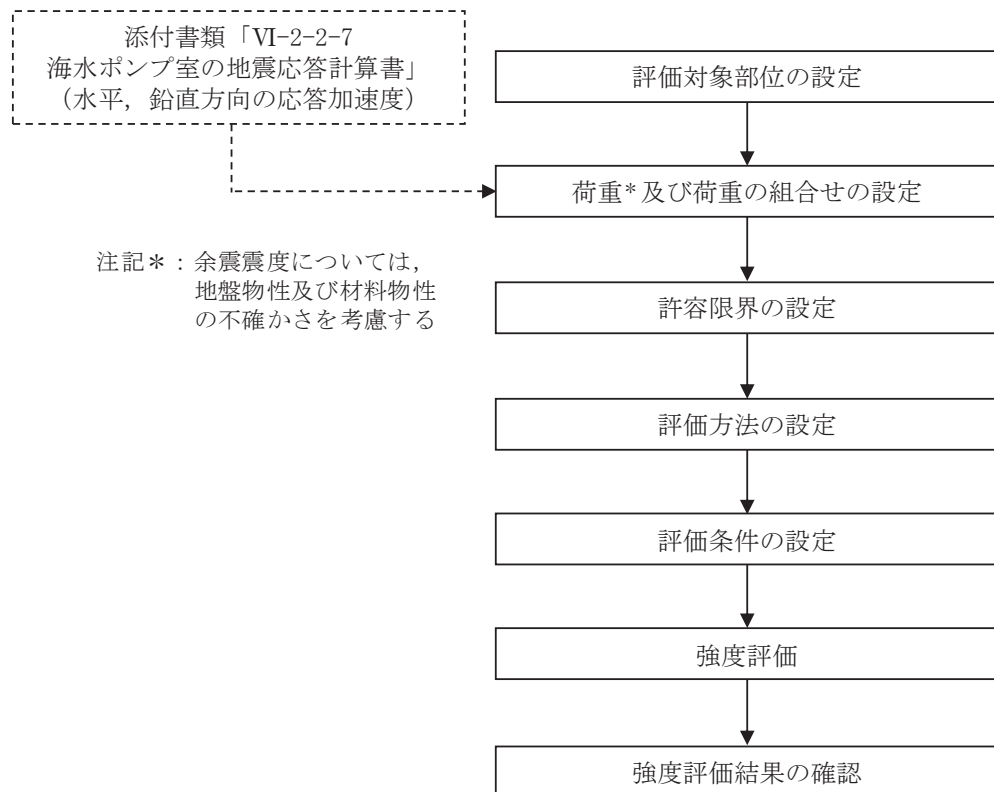 添付書類「Ⅵ-2-2-7
海水ポンプ室の地震応答計算書」
（水平，鉛直方向の応答加速度）
評価対象部位の設定
荷重*及び荷重の組合せの設定
注記＊：余震震度については，
地盤物性及び材料物性
の不確かさを考慮する
許容限界の設定
評価方法の設定
評価条件の設定
強度評価
強度評価結果の確認